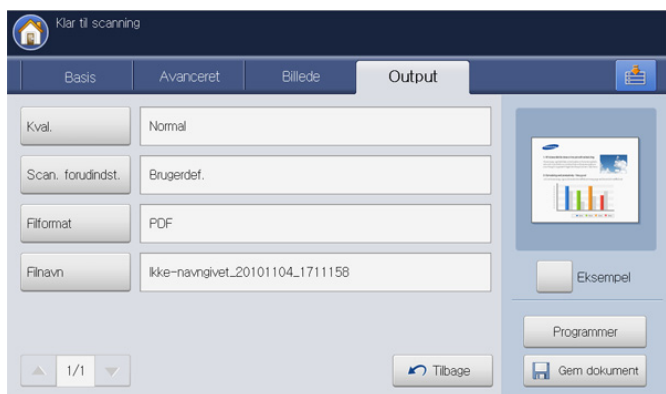 Klar til scanning
Basis
Avanceret
Billede
Output
Kval.
Normal
Scan. forudindst.
Brugerdef.
Filformat
PDF
Filnavn
Ikke-navngivet_20101104_1711158
Eksempel
Programmer
1/1
Tilbage
Gem dokument